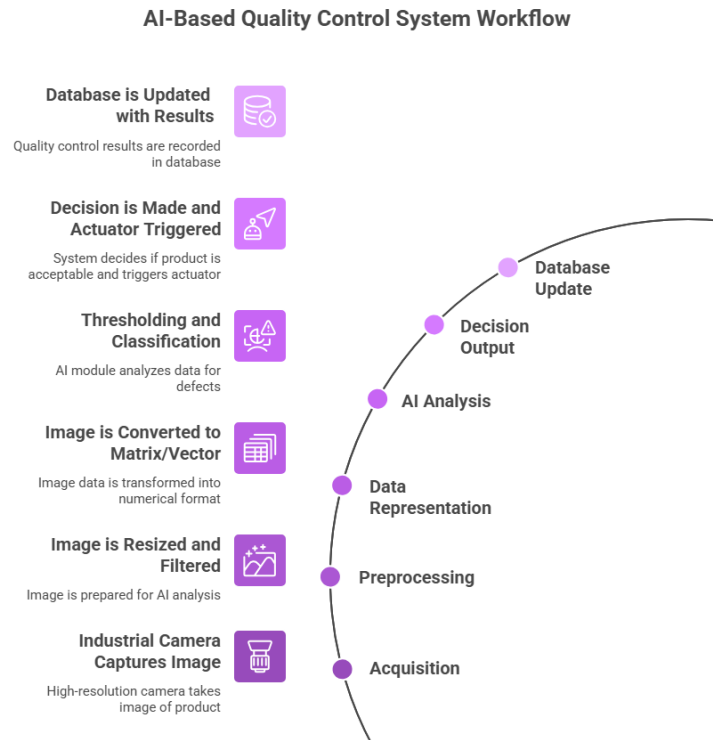 AI-Based Quality Control System Workflow
Database is Updated
with Results
Quality control results are recorded
in database
Decision is Made and
Actuator Triggered
System decides if product is
acceptable and triggers actuator
Thresholding and
Classification
AI module analyzes data for
defects
Image is Converted to
Matrix/Vector
Image data is transformed into
numerical format
Image is Resized and
Filtered
Image is prepared for AI analysis
Industrial Camera
Captures Image
High-resolution camera takes
image of product
Database
Update
Decision
Output
AI Analysis
Data
Representation
Preprocessing
Acquisition